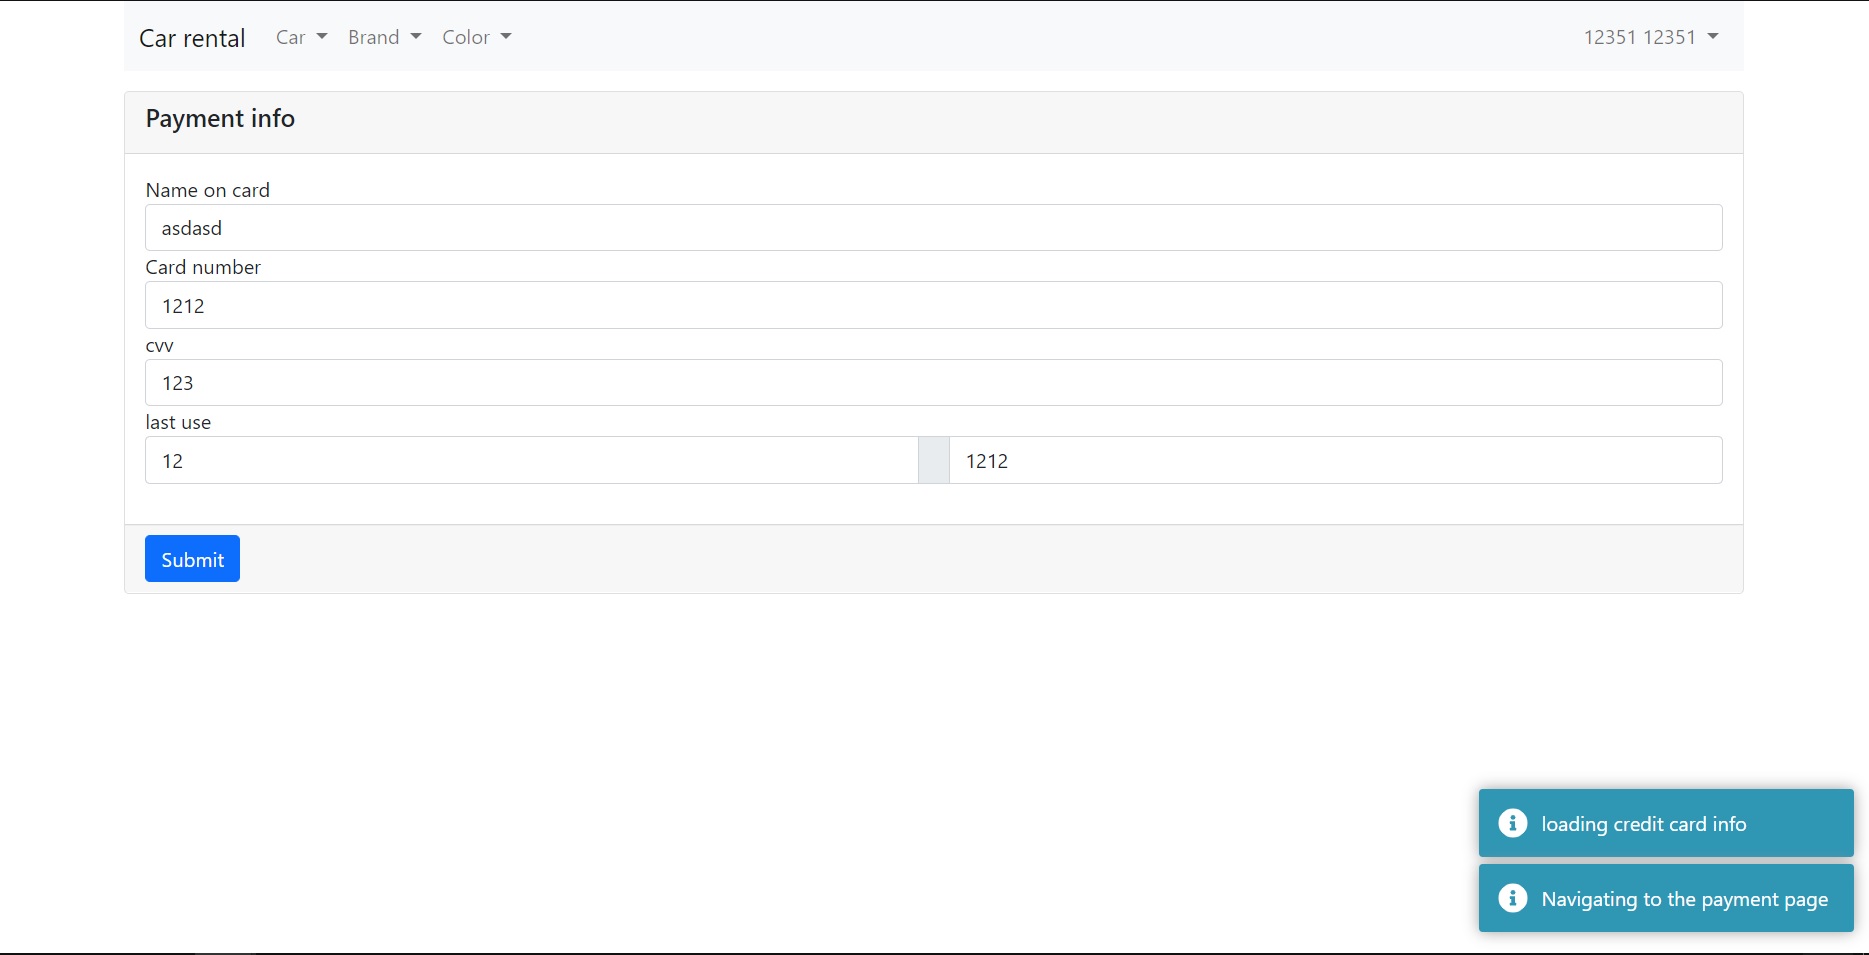 Car rental Car Brand Color 12351 12351
Payment info
Name on card
asdasd
Card number
1212
cvv
123
last use
12 1212
Submit
loading credit card info
Navigating to the payment page